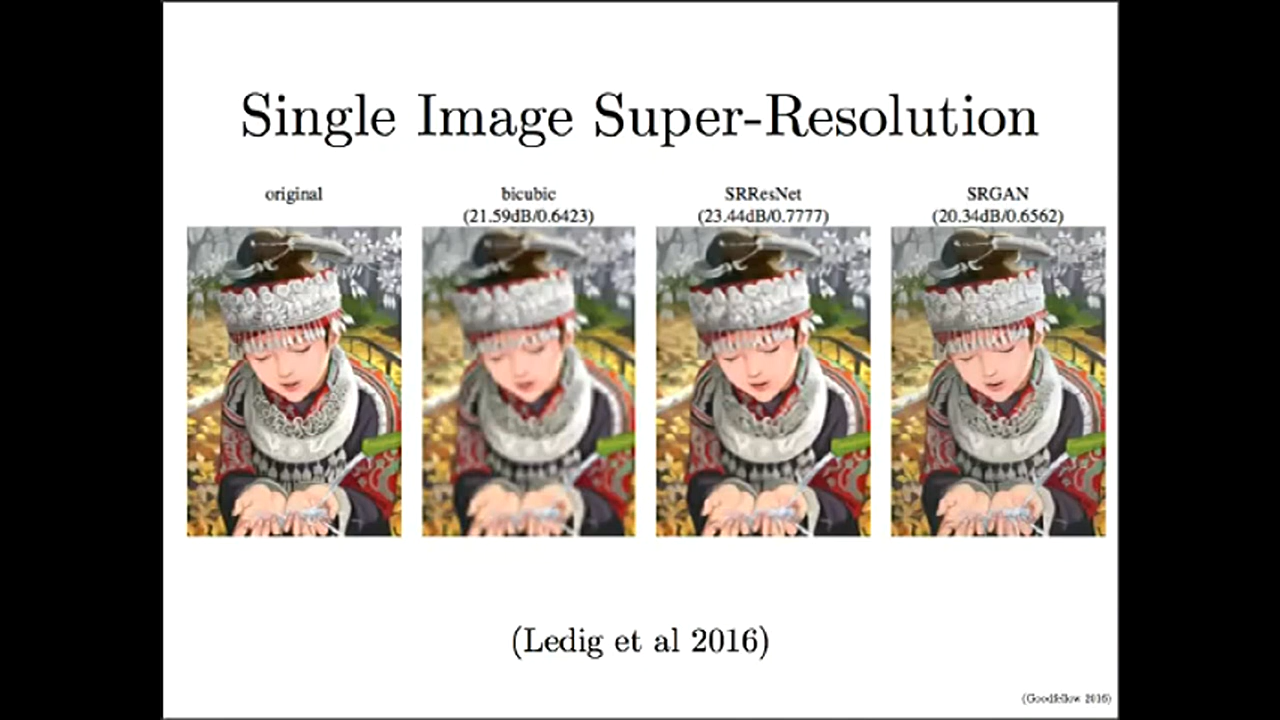 Single Image Super-Resolution
original
bicubic
(21.59dB/0.6423)
SRResNet
(23.44dB/0.7777)
SRGAN
(20.34dB/0.6562)
(Ledig et al 2016)
(Goodfellow 2016)